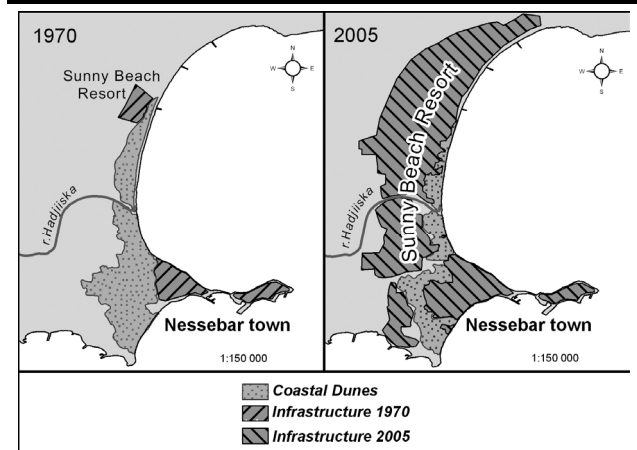 1970
N
W E
S
Sunny Beach
Resort
r.Hadjiiska
Nessebar town
1:150 000
2005
N
W E
S
Sunny Beach Resort
r.Hadjiiska
Nessebar town
1:150 000
Coastal Dunes
Infrastructure 1970
Infrastructure 2005